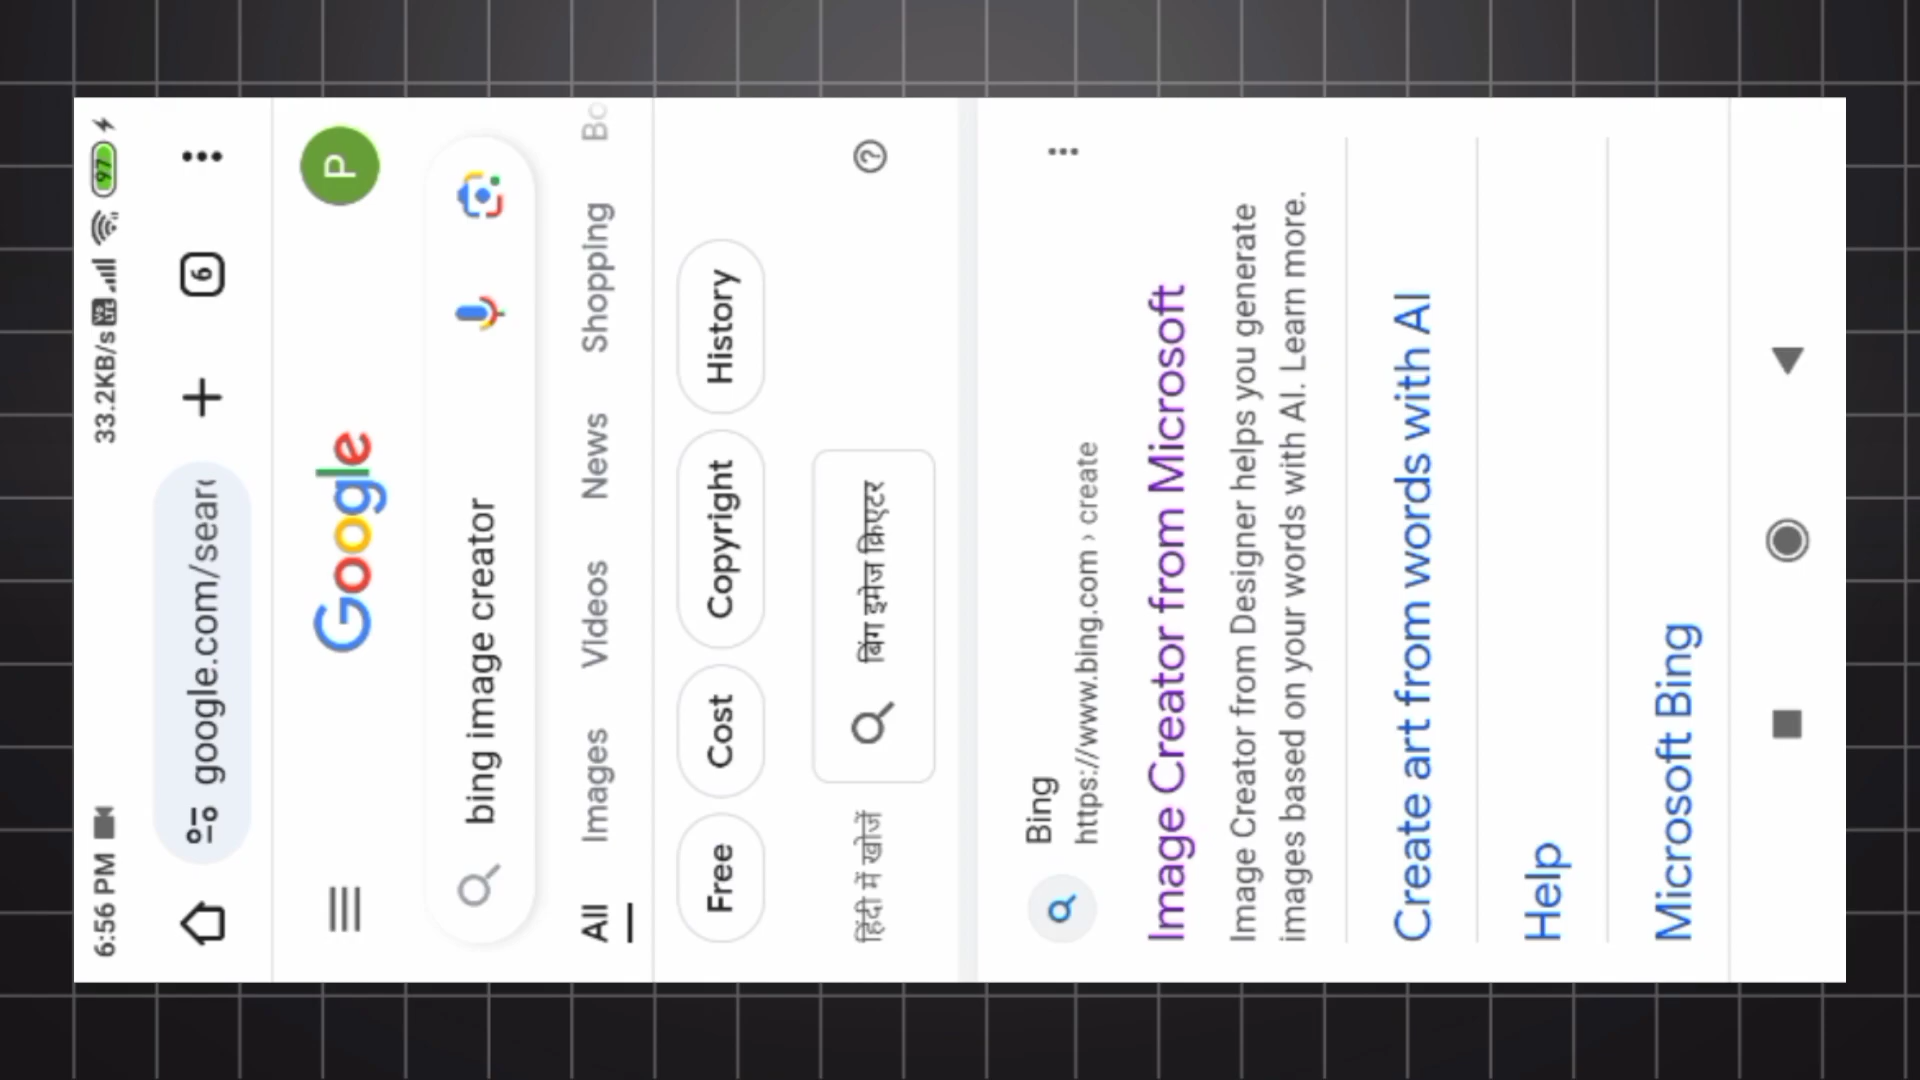 6:56 PM 33.2KB/s Vo LTE 97
google.com/sear
6
Google
P
bing image creator
All Images Videos News Shopping Bo
Free Cost Copyright History
हिंदी में खोजें बिंग इमेज क्रिएटर
Bing
https://www.bing.com › create
Image Creator from Microsoft
Image Creator from Designer helps you generate
images based on your words with AI. Learn more.
Create art from words with AI
Help
Microsoft Bing